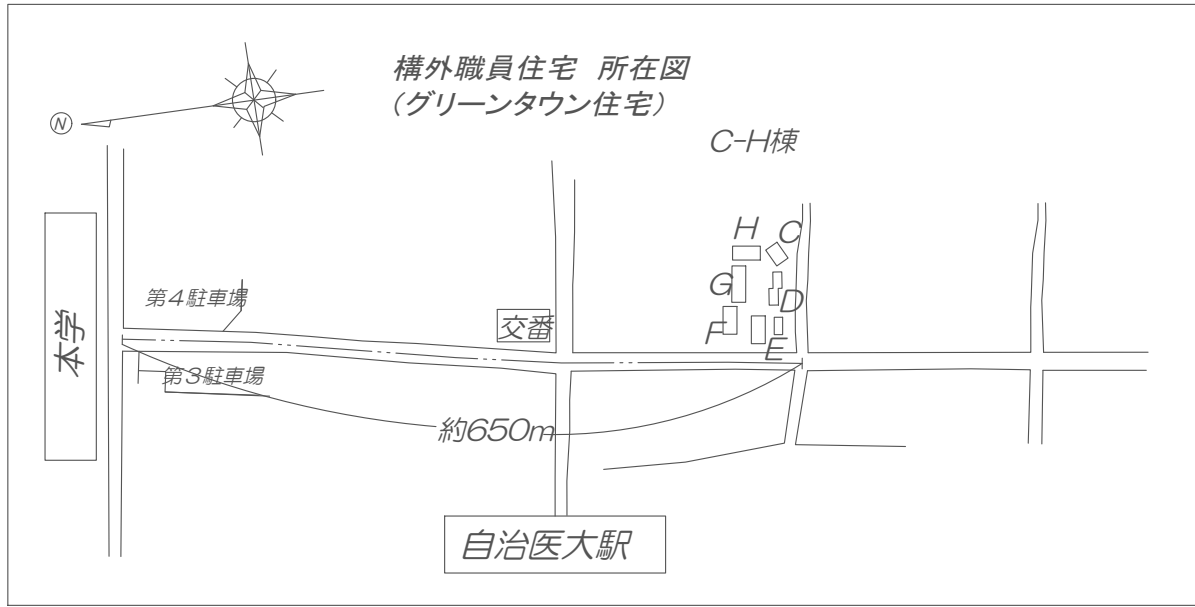 構外職員住宅 所在図
(グリーンタウン住宅)
N
C-H棟
H
C
G
D
F
E
第4駐車場
交番
本学
第3駐車場
約650m
自治医大駅